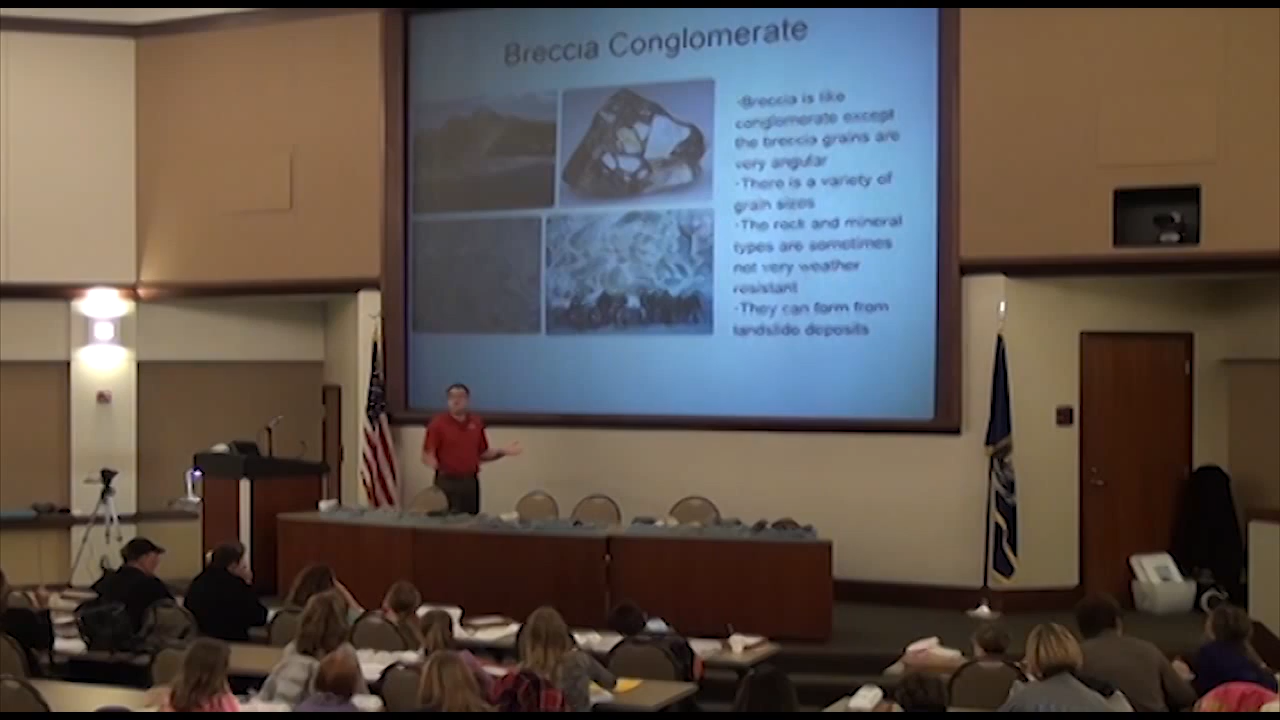 Breccia Conglomerate
-Breccia is like
conglomerate except
the breccia grains are
very angular
-There is a variety of
grain sizes
-The rock and mineral
types are sometimes
not very weather
resistant
-They can form from
landslide deposits